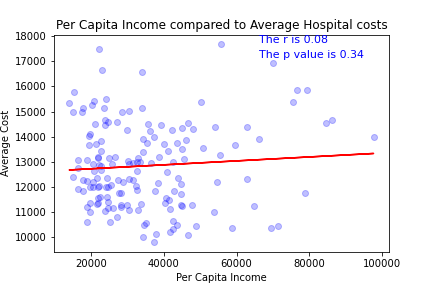 Per Capita Income compared to Average Hospital costs
The r is 0.08
The p value is 0.34
18000
17000
16000
15000
14000
13000
12000
11000
10000
Average Cost
20000 40000 60000 80000 100000
Per Capita Income